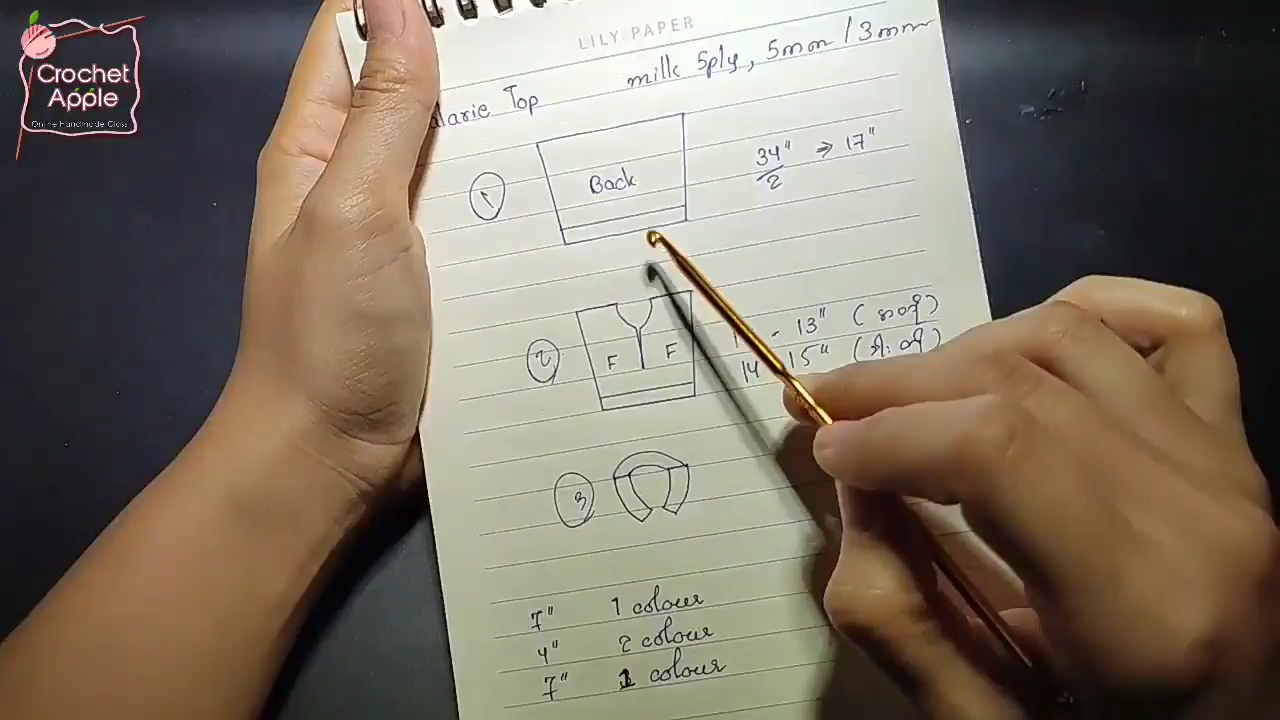 Crochet
Apple
Online Handmade Class
LILY PAPER
milk 5ply, 5mm / 3mm
Top
1
Back
34"/2 → 17"
2
F F
13"
14 15"
3
7" 1 colour
4" 2 colour
7" 1 colour